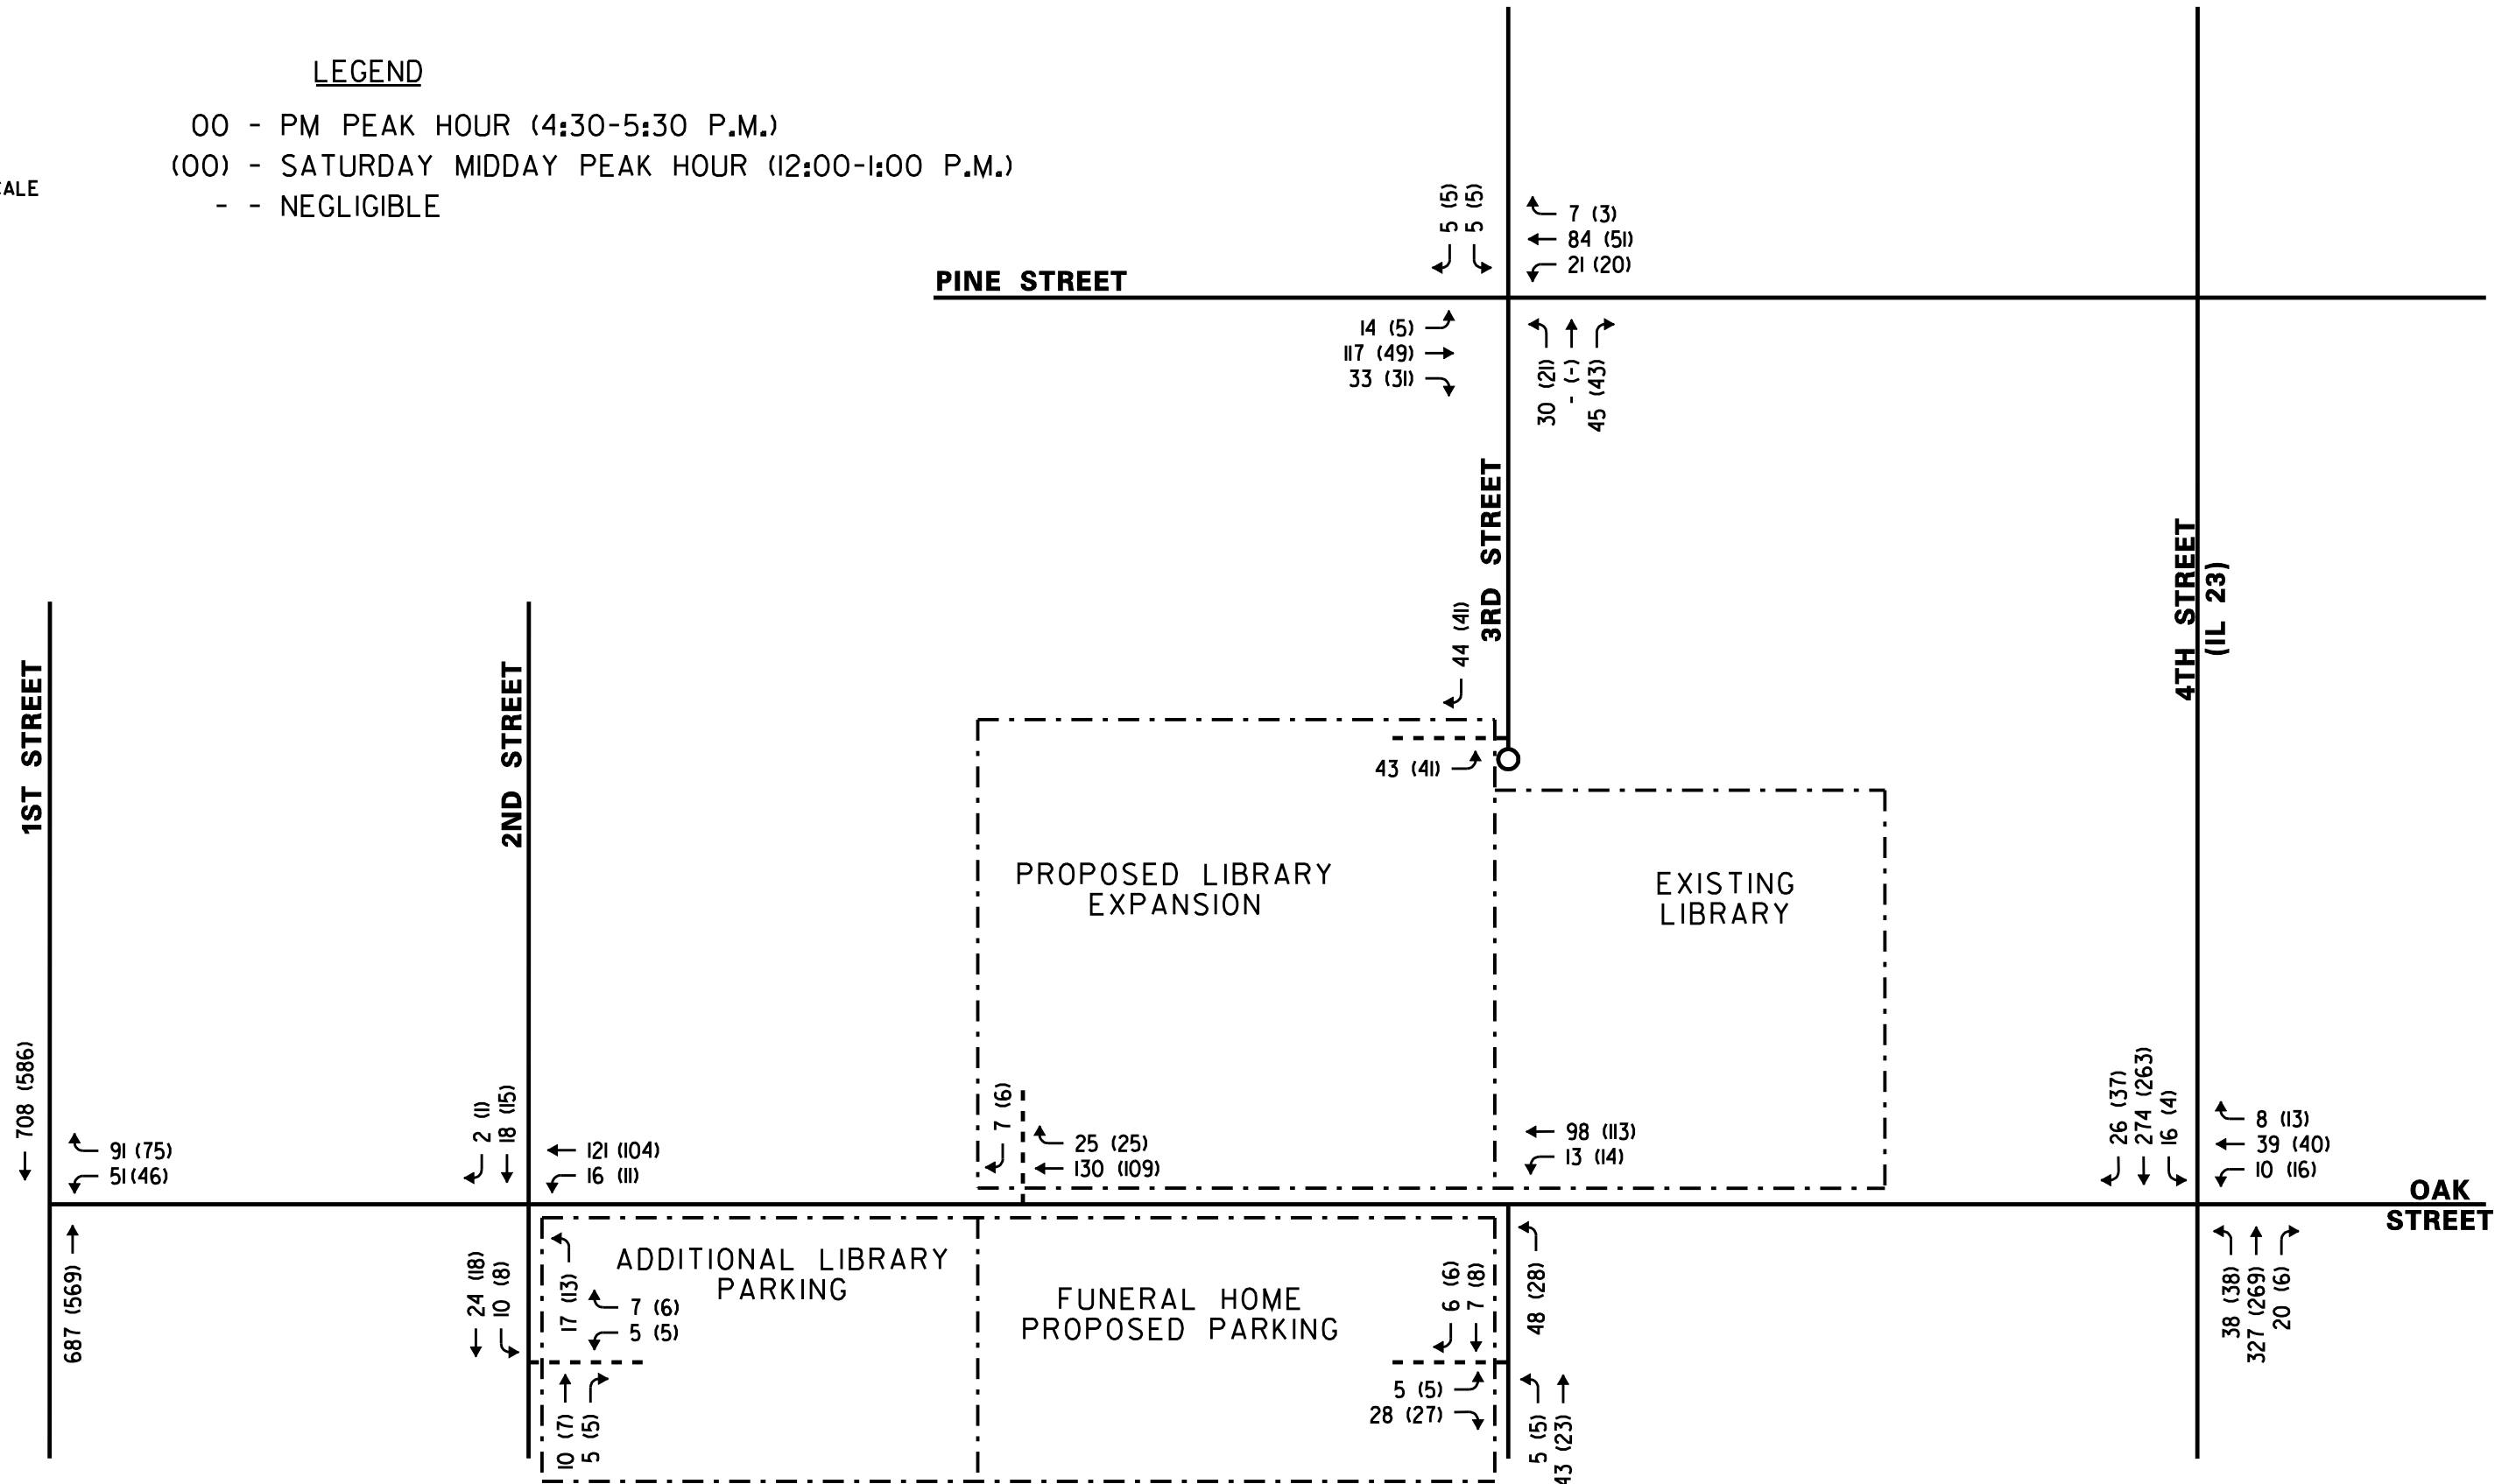 LEGEND
00 - PM PEAK HOUR (4:30-5:30 P.M.)
(00) - SATURDAY MIDDAY PEAK HOUR (12:00-1:00 P.M.)
- - NEGLIGIBLE
5 (5)
5 (5)
7 (3)
84 (51)
21 (20)
PINE STREET
14 (5)
117 (49)
33 (31)
30 (21)
- (-)
45 (43)
3RD STREET
4TH STREET
(IL 23)
44 (41)
43 (41)
1ST STREET
2ND STREET
PROPOSED LIBRARY
EXPANSION
EXISTING
LIBRARY
708 (586)
91 (75)
51 (46)
2 (1)
18 (15)
121 (104)
16 (11)
7 (6)
25 (25)
130 (109)
98 (113)
13 (14)
26 (37)
274 (263)
16 (4)
8 (13)
39 (40)
10 (16)
OAK
STREET
687 (569)
24 (18)
10 (8)
17 (13)
ADDITIONAL LIBRARY
PARKING
7 (6)
5 (5)
FUNERAL HOME
PROPOSED PARKING
6 (6)
7 (8)
48 (28)
38 (38)
327 (269)
20 (6)
10 (7)
5 (5)
5 (5)
28 (27)
5 (5)
43 (23)